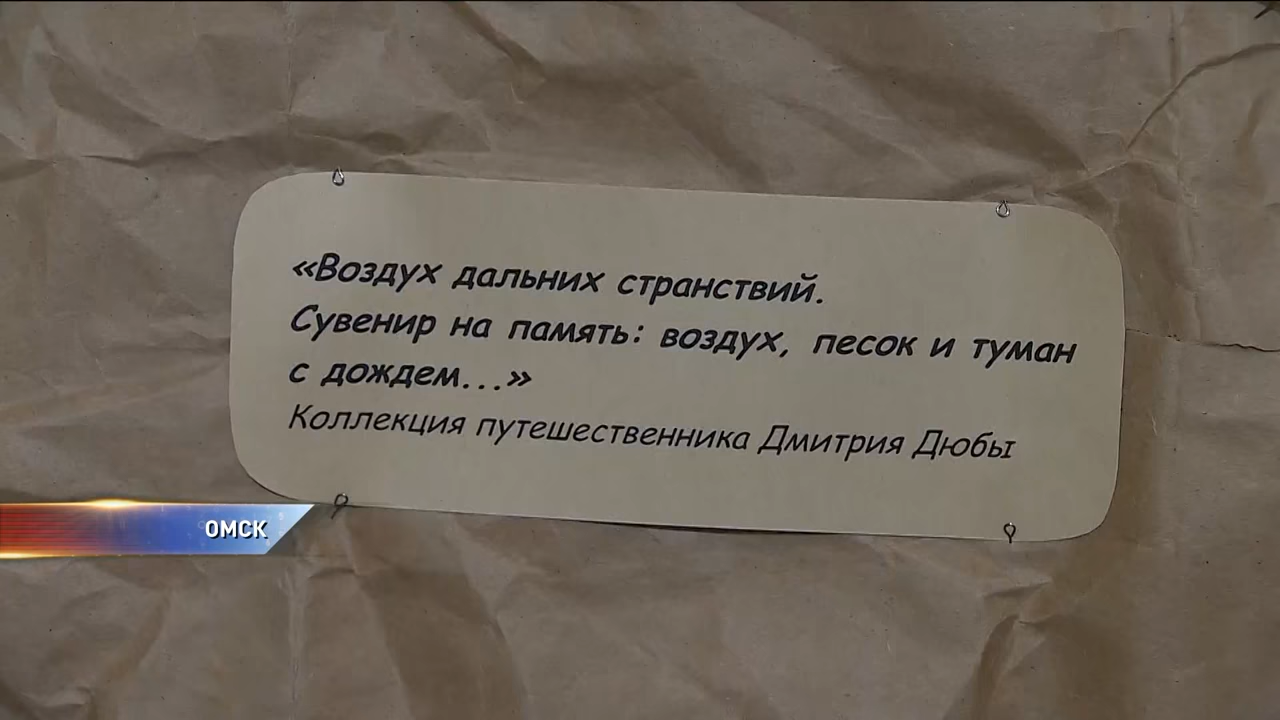 «Воздух дальних странствий.
Сувенир на память: воздух, песок и туман
с дождем...»
Коллекция путешественника Дмитрия Дюбы
ОМСК